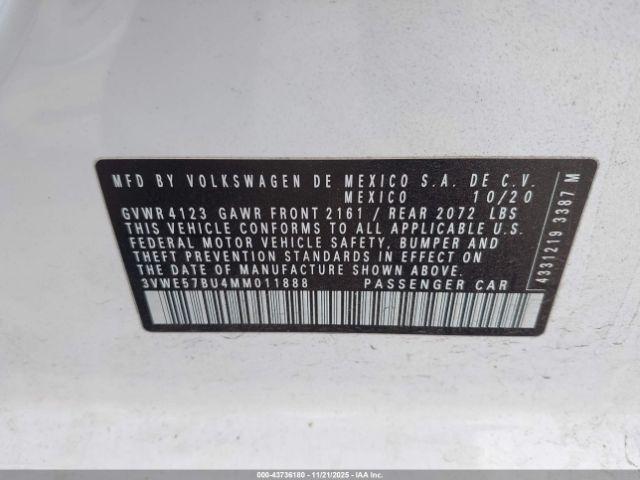 MFD BY VOLKSWAGEN DE MEXICO S.A. DE C.V.
MEXICO 10/20
GVWR 4123 GAWR FRONT 2161 / REAR 2072 LBS
THIS VEHICLE CONFORMS TO ALL APPLICABLE U.S.
FEDERAL MOTOR VEHICLE SAFETY, BUMPER AND
THEFT PREVENTION STANDARDS IN EFFECT ON
THE DATE OF MANUFACTURE SHOWN ABOVE.
3VWE57BU4MM011888 PASSENGER CAR
4331219 3387 M
000-43736180 — 11/21/2025 — IAAI.COM